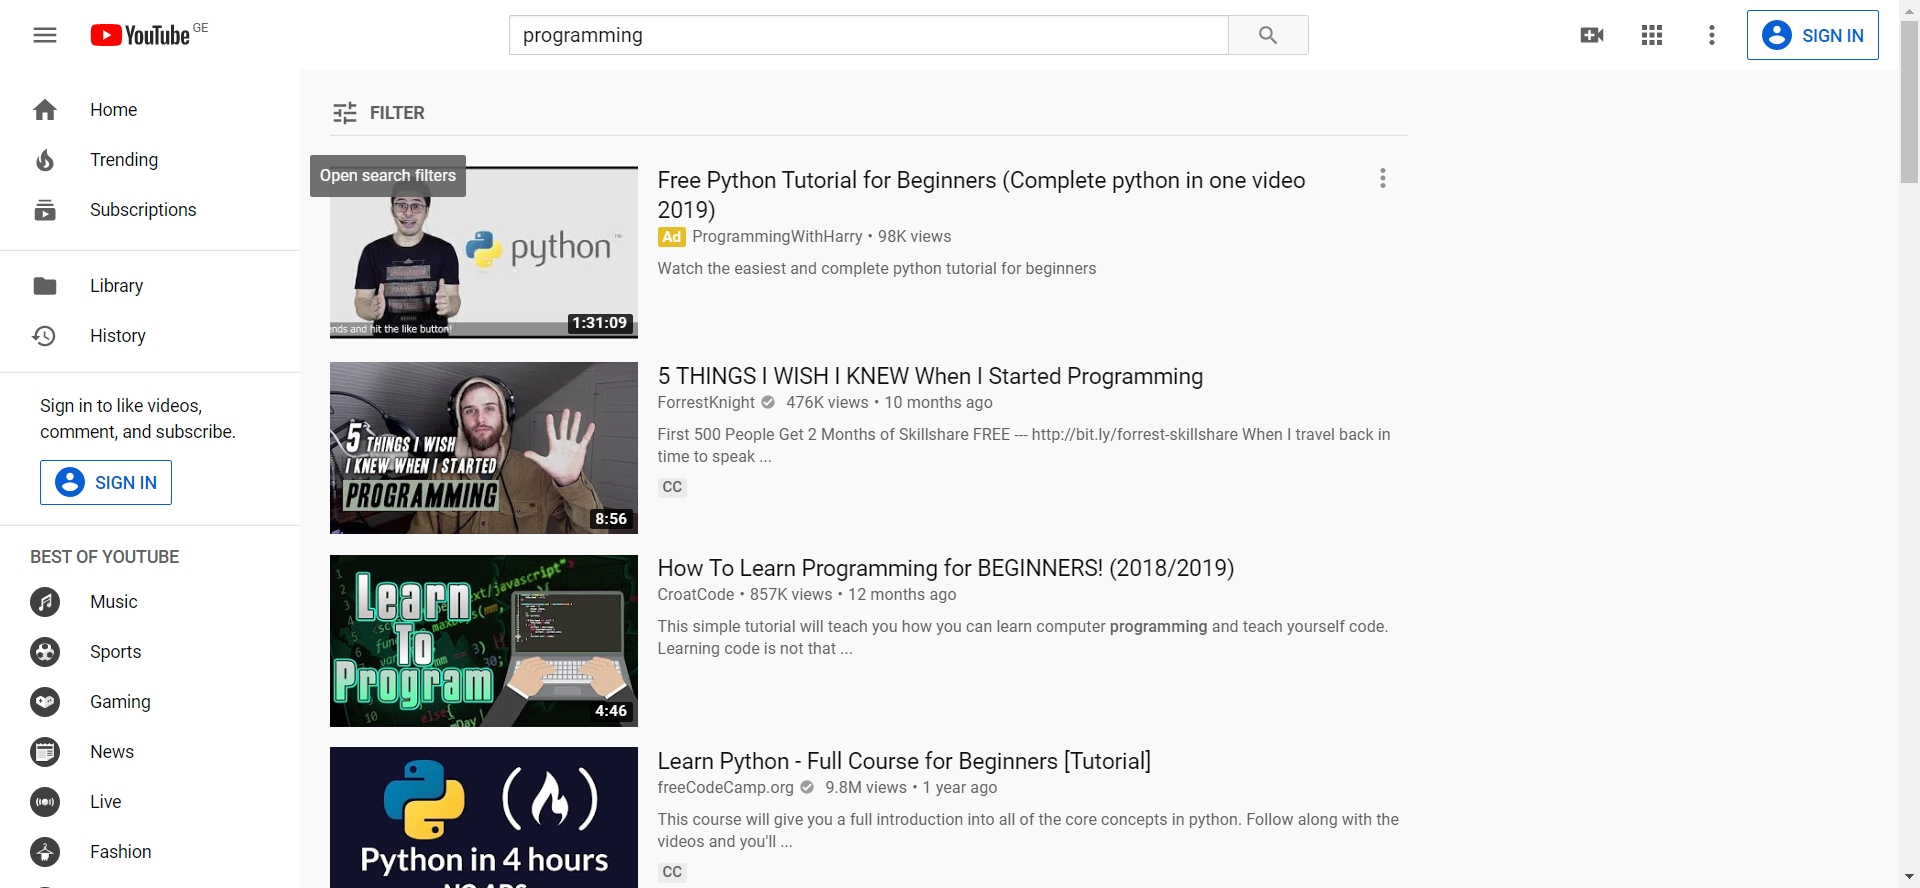 YouTube GE
programming
SIGN IN
Home
Trending
Subscriptions
Library
History
Sign in to like videos,
comment, and subscribe.
SIGN IN
BEST OF YOUTUBE
Music
Sports
Gaming
News
Live
Fashion
FILTER
Open search filters
python™
ends and hit the like button!
1:31:09
Free Python Tutorial for Beginners (Complete python in one video
2019)
Ad ProgrammingWithHarry • 98K views
Watch the easiest and complete python tutorial for beginners
5 THINGS I WISH
I KNEW WHEN I STARTED
PROGRAMMING
8:56
5 THINGS I WISH I KNEW When I Started Programming
ForrestKnight 476K views • 10 months ago
First 500 People Get 2 Months of Skillshare FREE --- http://bit.ly/forrest-skillshare When I travel back in
time to speak ...
CC
Learn
To
Program
4:46
How To Learn Programming for BEGINNERS! (2018/2019)
CroatCode • 857K views • 12 months ago
This simple tutorial will teach you how you can learn computer programming and teach yourself code.
Learning code is not that ...
Python in 4 hours
NO ADS
Learn Python - Full Course for Beginners [Tutorial]
freeCodeCamp.org 9.8M views • 1 year ago
This course will give you a full introduction into all of the core concepts in python. Follow along with the
videos and you'll ...
CC